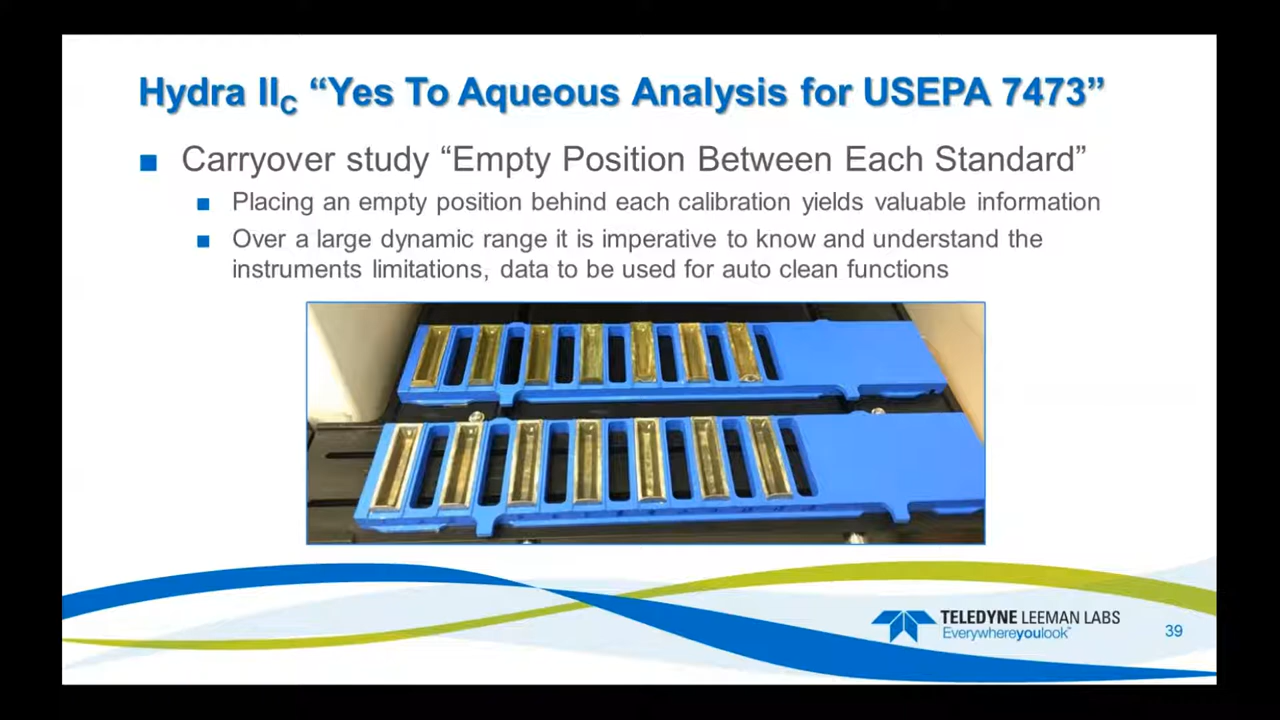 Hydra IIC “Yes To Aqueous Analysis for USEPA 7473”
■ Carryover study “Empty Position Between Each Standard”
■ Placing an empty position behind each calibration yields valuable information
■ Over a large dynamic range it is imperative to know and understand the
instruments limitations, data to be used for auto clean functions
TELEDYNE LEEMAN LABS
Everywhereyoulook™
39